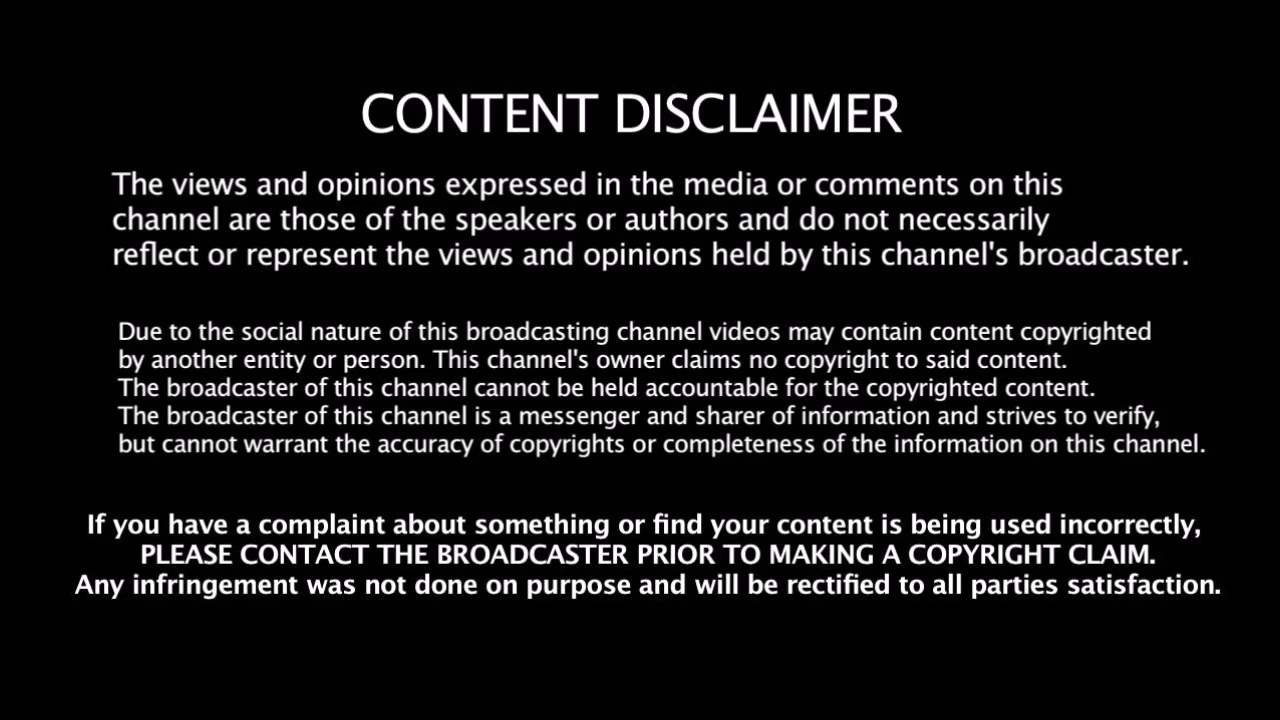 CONTENT DISCLAIMER
The views and opinions expressed in the media or comments on this
channel are those of the speakers or authors and do not necessarily
reflect or represent the views and opinions held by this channel's broadcaster.
Due to the social nature of this broadcasting channel videos may contain content copyrighted
by another entity or person. This channel's owner claims no copyright to said content.
The broadcaster of this channel cannot be held accountable for the copyrighted content.
The broadcaster of this channel is a messenger and sharer of information and strives to verify,
but cannot warrant the accuracy of copyrights or completeness of the information on this channel.
If you have a complaint about something or find your content is being used incorrectly,
PLEASE CONTACT THE BROADCASTER PRIOR TO MAKING A COPYRIGHT CLAIM.
Any infringement was not done on purpose and will be rectified to all parties satisfaction.